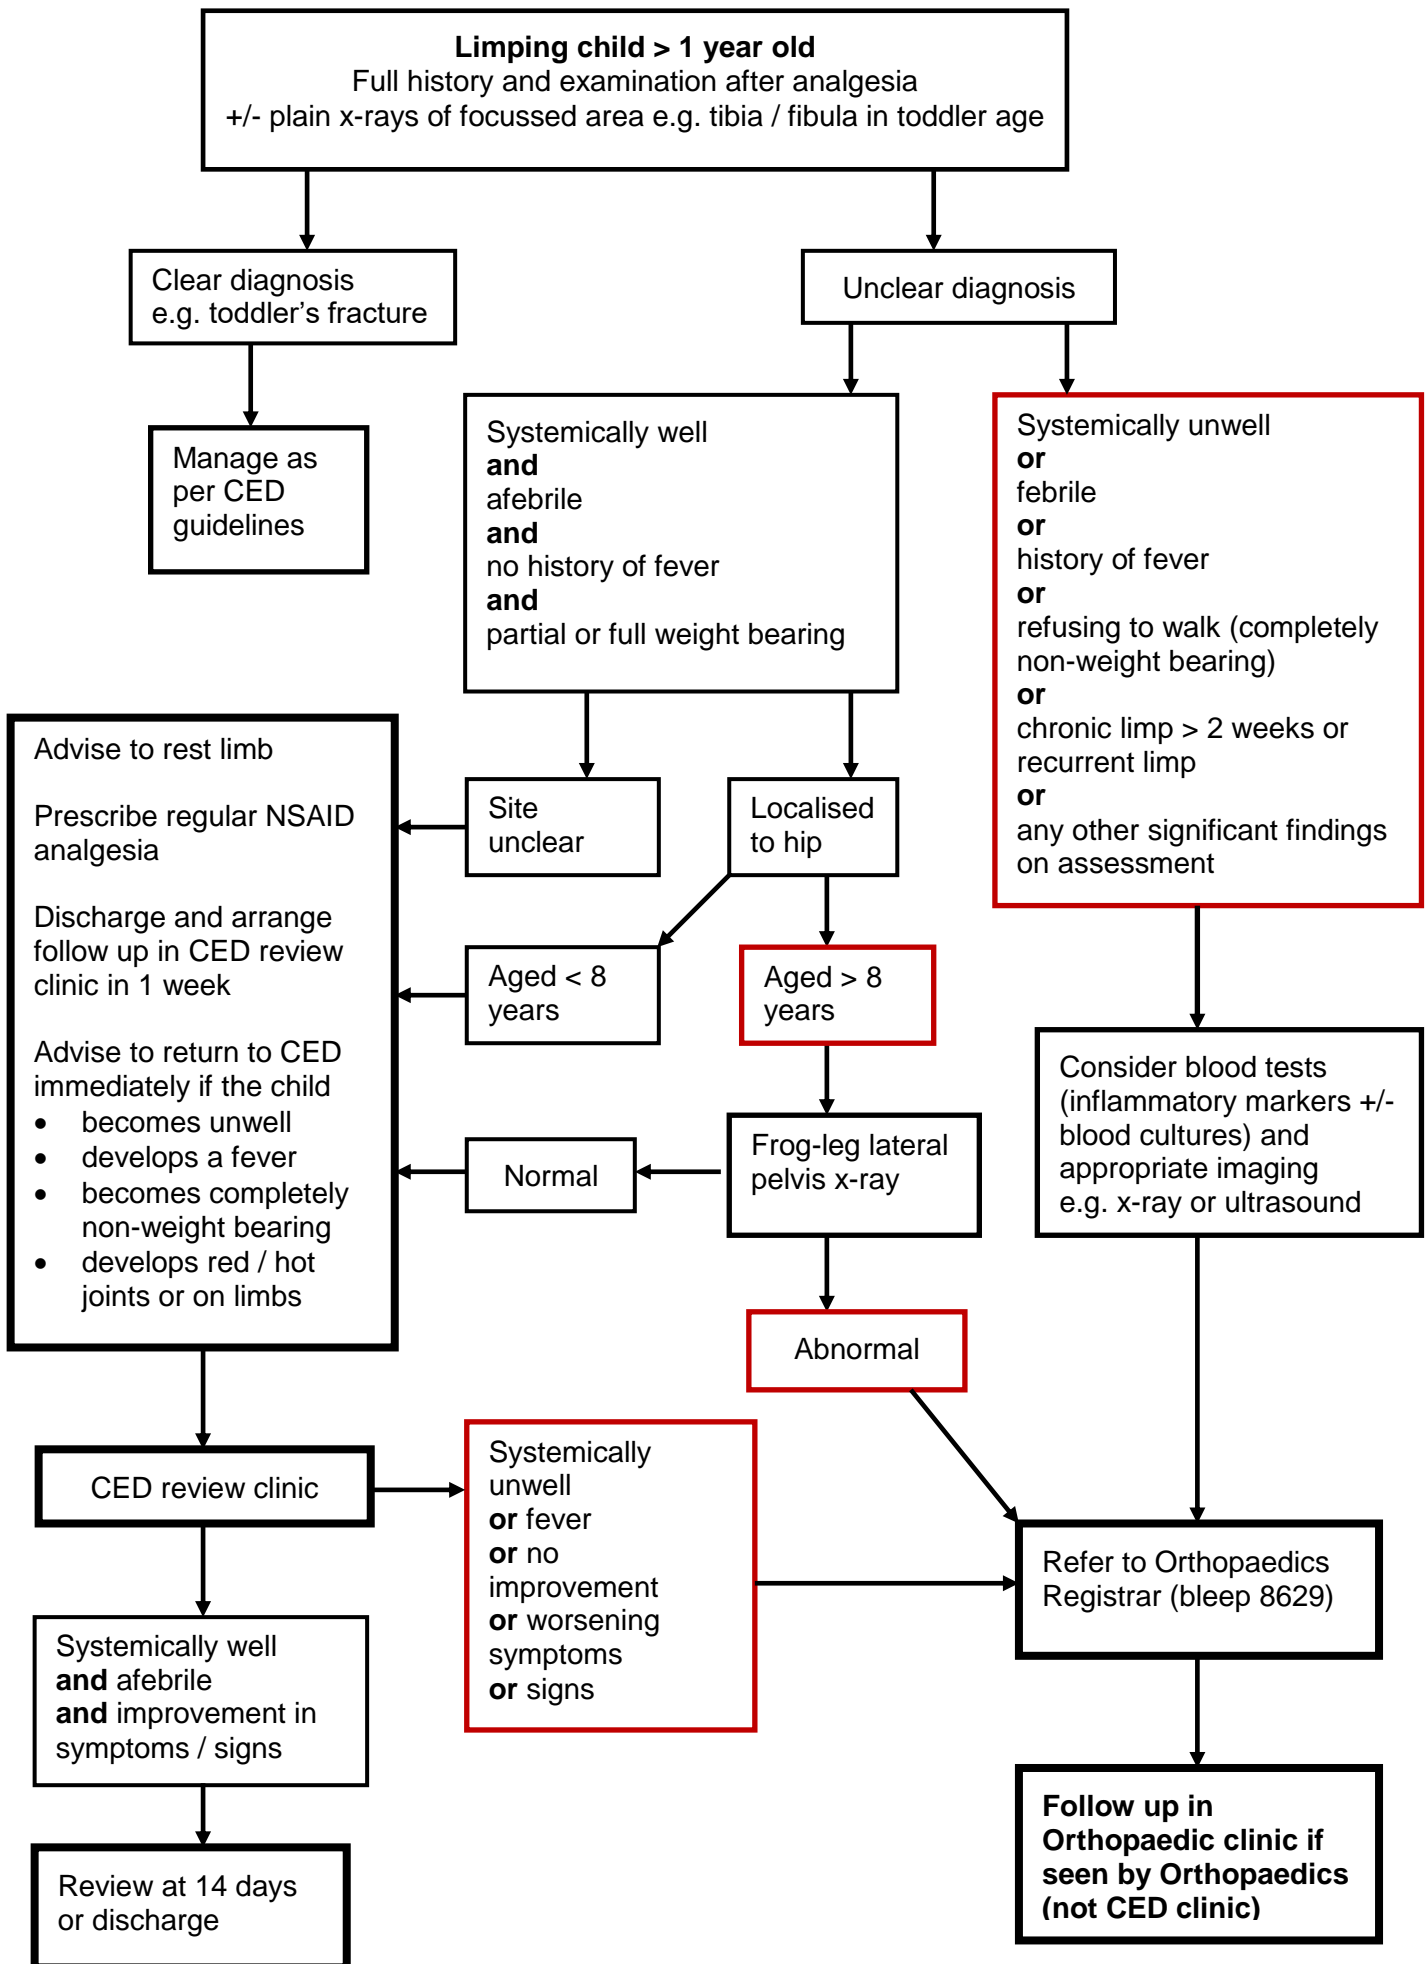 Limping child > 1 year old
Full history and examination after analgesia
+/- plain x-rays of focussed area e.g. tibia / fibula in toddler age
Clear diagnosis
e.g. toddler's fracture
Unclear diagnosis
Manage as
per CED
guidelines
Systemically well
and
afebrile
and
no history of fever
and
partial or full weight bearing
Systemically unwell
or
febrile
or
history of fever
or
refusing to walk (completely
non-weight bearing)
or
chronic limp > 2 weeks or
recurrent limp
or
any other significant findings
on assessment
Advise to rest limb
Prescribe regular NSAID
analgesia
Discharge and arrange
follow up in CED review
clinic in 1 week
Advise to return to CED
immediately if the child
• becomes unwell
• develops a fever
• becomes completely
non-weight bearing
• develops red / hot
joints or on limbs
Site
unclear
Localised
to hip
Aged < 8
years
Aged > 8
years
Consider blood tests
(inflammatory markers +/-
blood cultures) and
appropriate imaging
e.g. x-ray or ultrasound
Normal
Frog-leg lateral
pelvis x-ray
Abnormal
CED review clinic
Systemically
unwell
or fever
or no
improvement
or worsening
symptoms
or signs
Refer to Orthopaedics
Registrar (bleep 8629)
Systemically well
and afebrile
and improvement in
symptoms / signs
Follow up in
Orthopaedic clinic if
seen by Orthopaedics
(not CED clinic)
Review at 14 days
or discharge